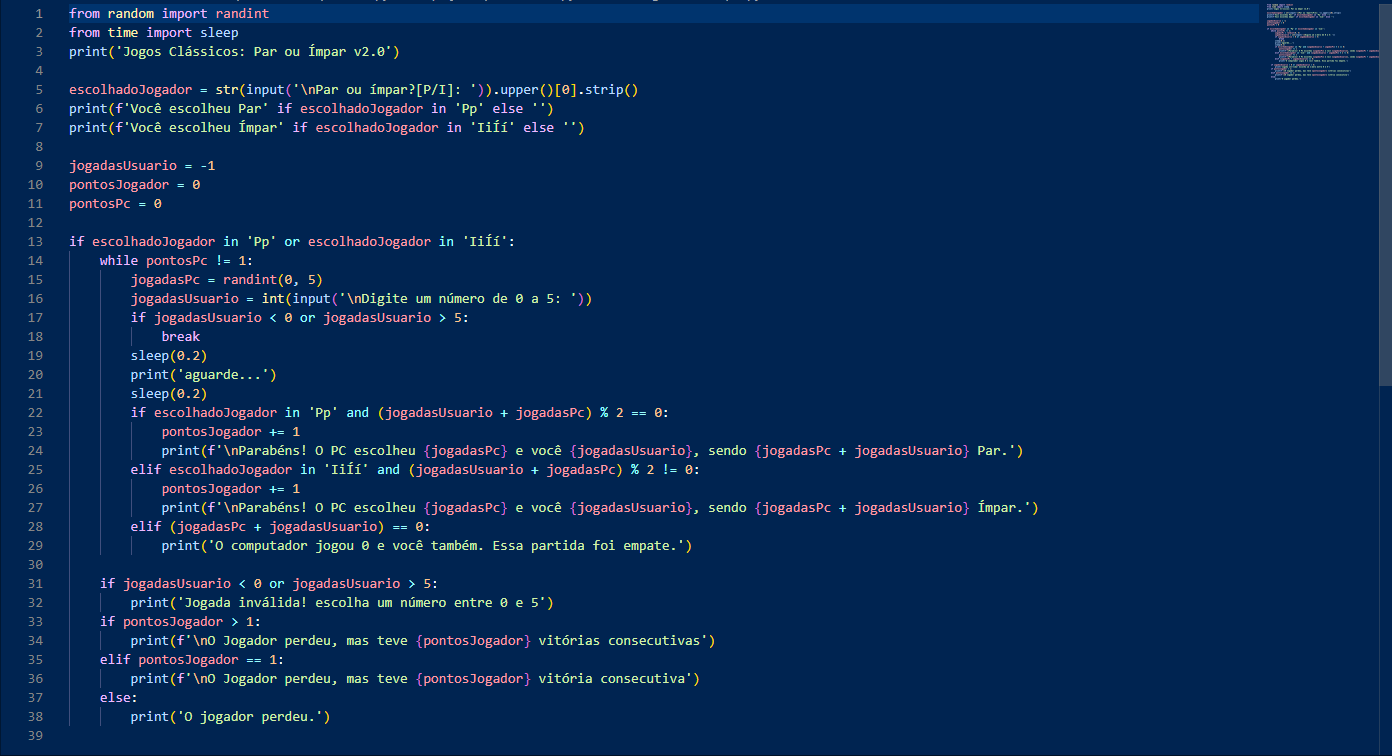 1 from random import randint
2 from time import sleep
3 print('Jogos Clássicos: Par ou Ímpar v2.0')
4
5 escolhadoJogador = str(input('\nPar ou ímpar?[P/I]: ')).upper()[0].strip()
6 print(f'Você escolheu Par' if escolhadoJogador in 'Pp' else '')
7 print(f'Você escolheu Ímpar' if escolhadoJogador in 'IiÍí' else '')
8
9 jogadasUsuario = -1
10 pontosJogador = 0
11 pontosPc = 0
12
13 if escolhadoJogador in 'Pp' or escolhadoJogador in 'IiÍí':
14     while pontosPc != 1:
15         jogadasPc = randint(0, 5)
16         jogadasUsuario = int(input('\nDigite um número de 0 a 5: '))
17         if jogadasUsuario < 0 or jogadasUsuario > 5:
18             break
19         sleep(0.2)
20         print('aguarde...')
21         sleep(0.2)
22         if escolhadoJogador in 'Pp' and (jogadasUsuario + jogadasPc) % 2 == 0:
23             pontosJogador += 1
24             print(f'\nParabéns! O PC escolheu {jogadasPc} e você {jogadasUsuario}, sendo {jogadasPc + jogadasUsuario} Par.')
25         elif escolhadoJogador in 'IiÍí' and (jogadasUsuario + jogadasPc) % 2 != 0:
26             pontosJogador += 1
27             print(f'\nParabéns! O PC escolheu {jogadasPc} e você {jogadasUsuario}, sendo {jogadasPc + jogadasUsuario} Ímpar.')
28         elif (jogadasPc + jogadasUsuario) == 0:
29             print('O computador jogou 0 e você também. Essa partida foi empate.')
30
31     if jogadasUsuario < 0 or jogadasUsuario > 5:
32         print('Jogada inválida! escolha um número entre 0 e 5')
33     if pontosJogador > 1:
34         print(f'\nO Jogador perdeu, mas teve {pontosJogador} vitórias consecutivas')
35     elif pontosJogador == 1:
36         print(f'\nO Jogador perdeu, mas teve {pontosJogador} vitória consecutiva')
37     else:
38         print('O jogador perdeu.')
39